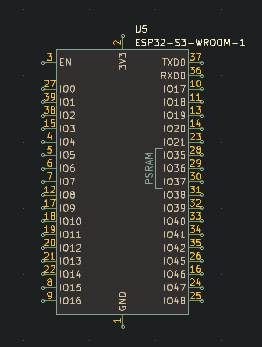 U5
ESP32-S3-WROOM-1
2
3V3
3 EN TXD0 37
RXD0 36
27 IO0 IO17 10
39 IO1 IO18 11
38 IO2 IO19 13
15 IO3 IO20 14
4 IO4 IO21 23
5 IO5 IO35 28
6 IO6 IO36 29
7 IO7 IO37 30
PSRAM
12 IO8 IO38 31
17 IO9 IO39 32
18 IO10 IO40 33
19 IO11 IO41 34
20 IO12 IO42 35
21 IO13 IO45 26
22 IO14 IO46 16
8 IO15 IO47 24
9 IO16 IO48 25
GND
1